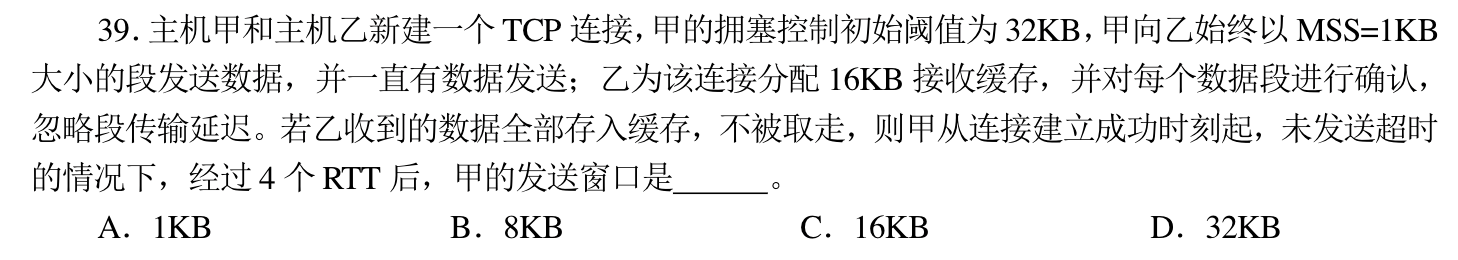 39. 主机甲和主机乙新建一个 TCP 连接，甲的拥塞控制初始阈值为 32KB，甲向乙始终以 MSS=1KB
大小的段发送数据，并一直有数据发送；乙为该连接分配 16KB 接收缓存，并对每个数据段进行确认，
忽略段传输延迟。若乙收到的数据全部存入缓存，不被取走，则甲从连接建立成功时刻起，未发送超时
的情况下，经过 4 个 RTT 后，甲的发送窗口是______。
A．1KB B．8KB C．16KB D．32KB